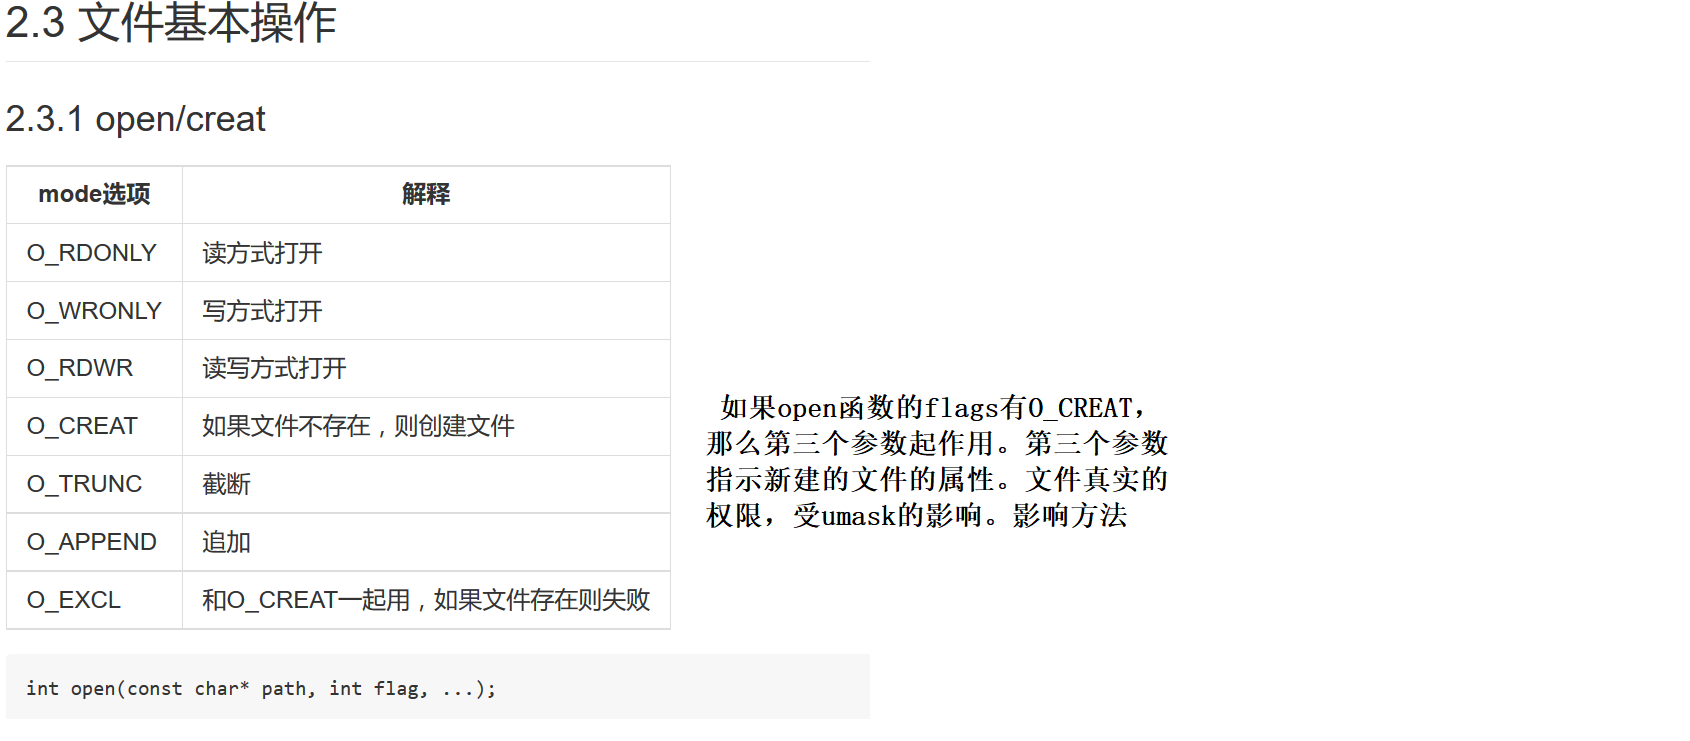 2.3 文件基本操作
2.3.1 open/creat
mode选项 解释
O_RDONLY 读方式打开
O_WRONLY 写方式打开
O_RDWR 读写方式打开
O_CREAT 如果文件不存在，则创建文件
O_TRUNC 截断
O_APPEND 追加
O_EXCL 和O_CREAT一起用，如果文件存在则失败
如果open函数的flags有O_CREAT，
那么第三个参数起作用。第三个参数
指示新建的文件的属性。文件真实的
权限，受umask的影响。影响方法
int open(const char* path, int flag, ...);